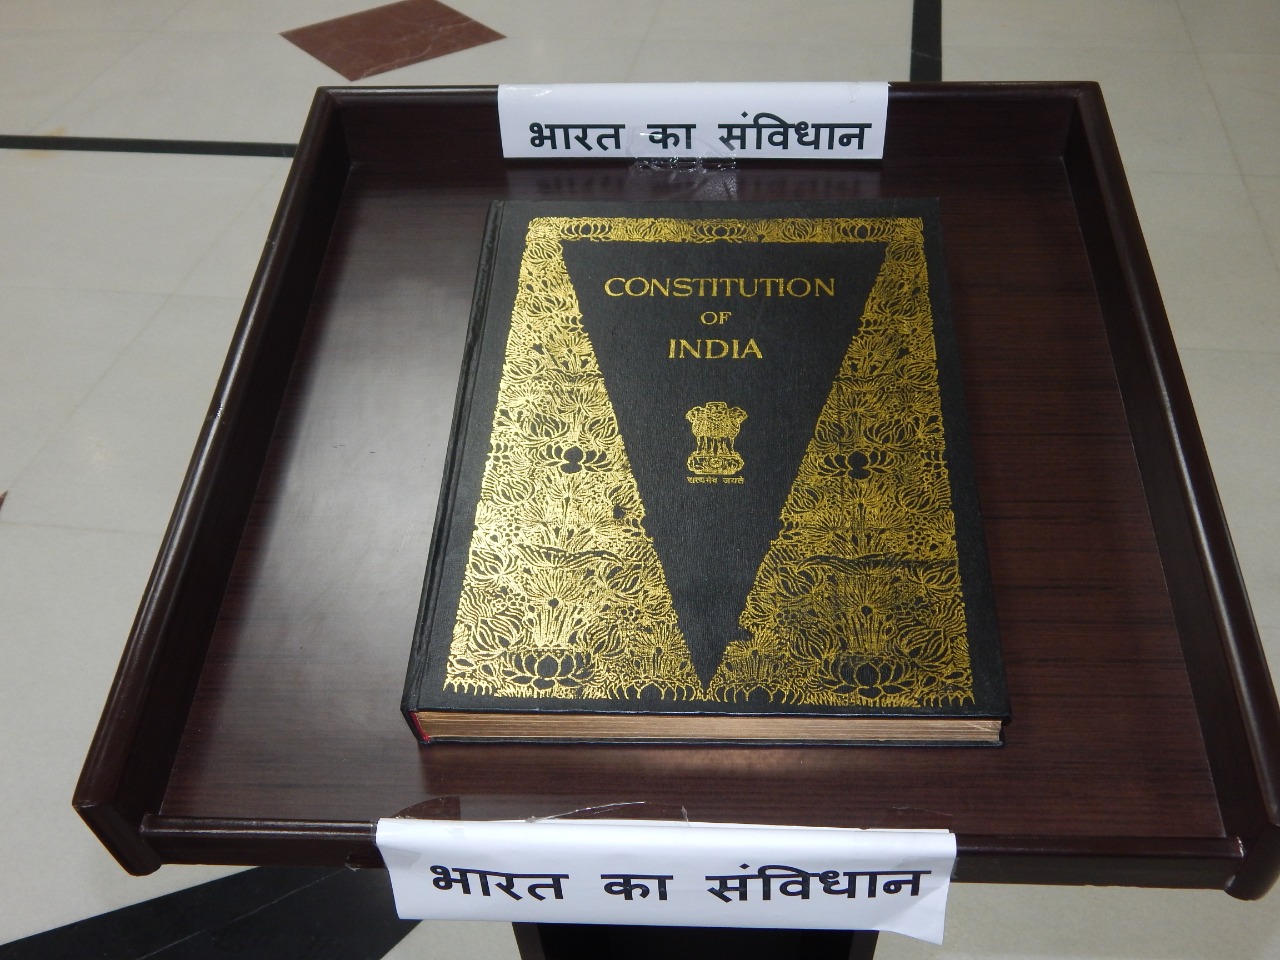 भारत का संविधान
CONSTITUTION
OF
INDIA
सत्यमेव जयते
भारत का संविधान